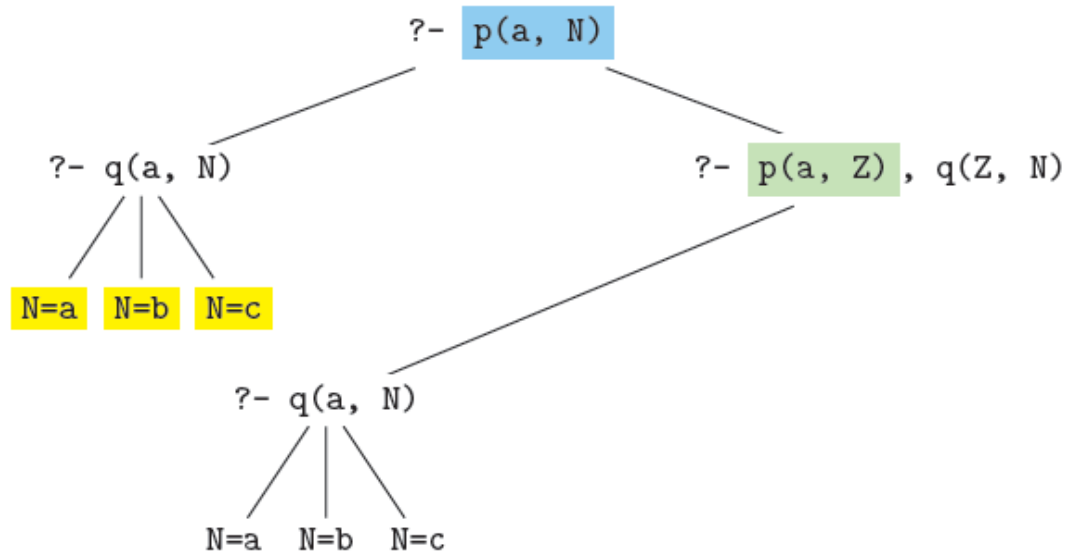 ?- p(a, N)
?- q(a, N)
?- p(a, Z), q(Z, N)
N=a N=b N=c
?- q(a, N)
N=a N=b N=c